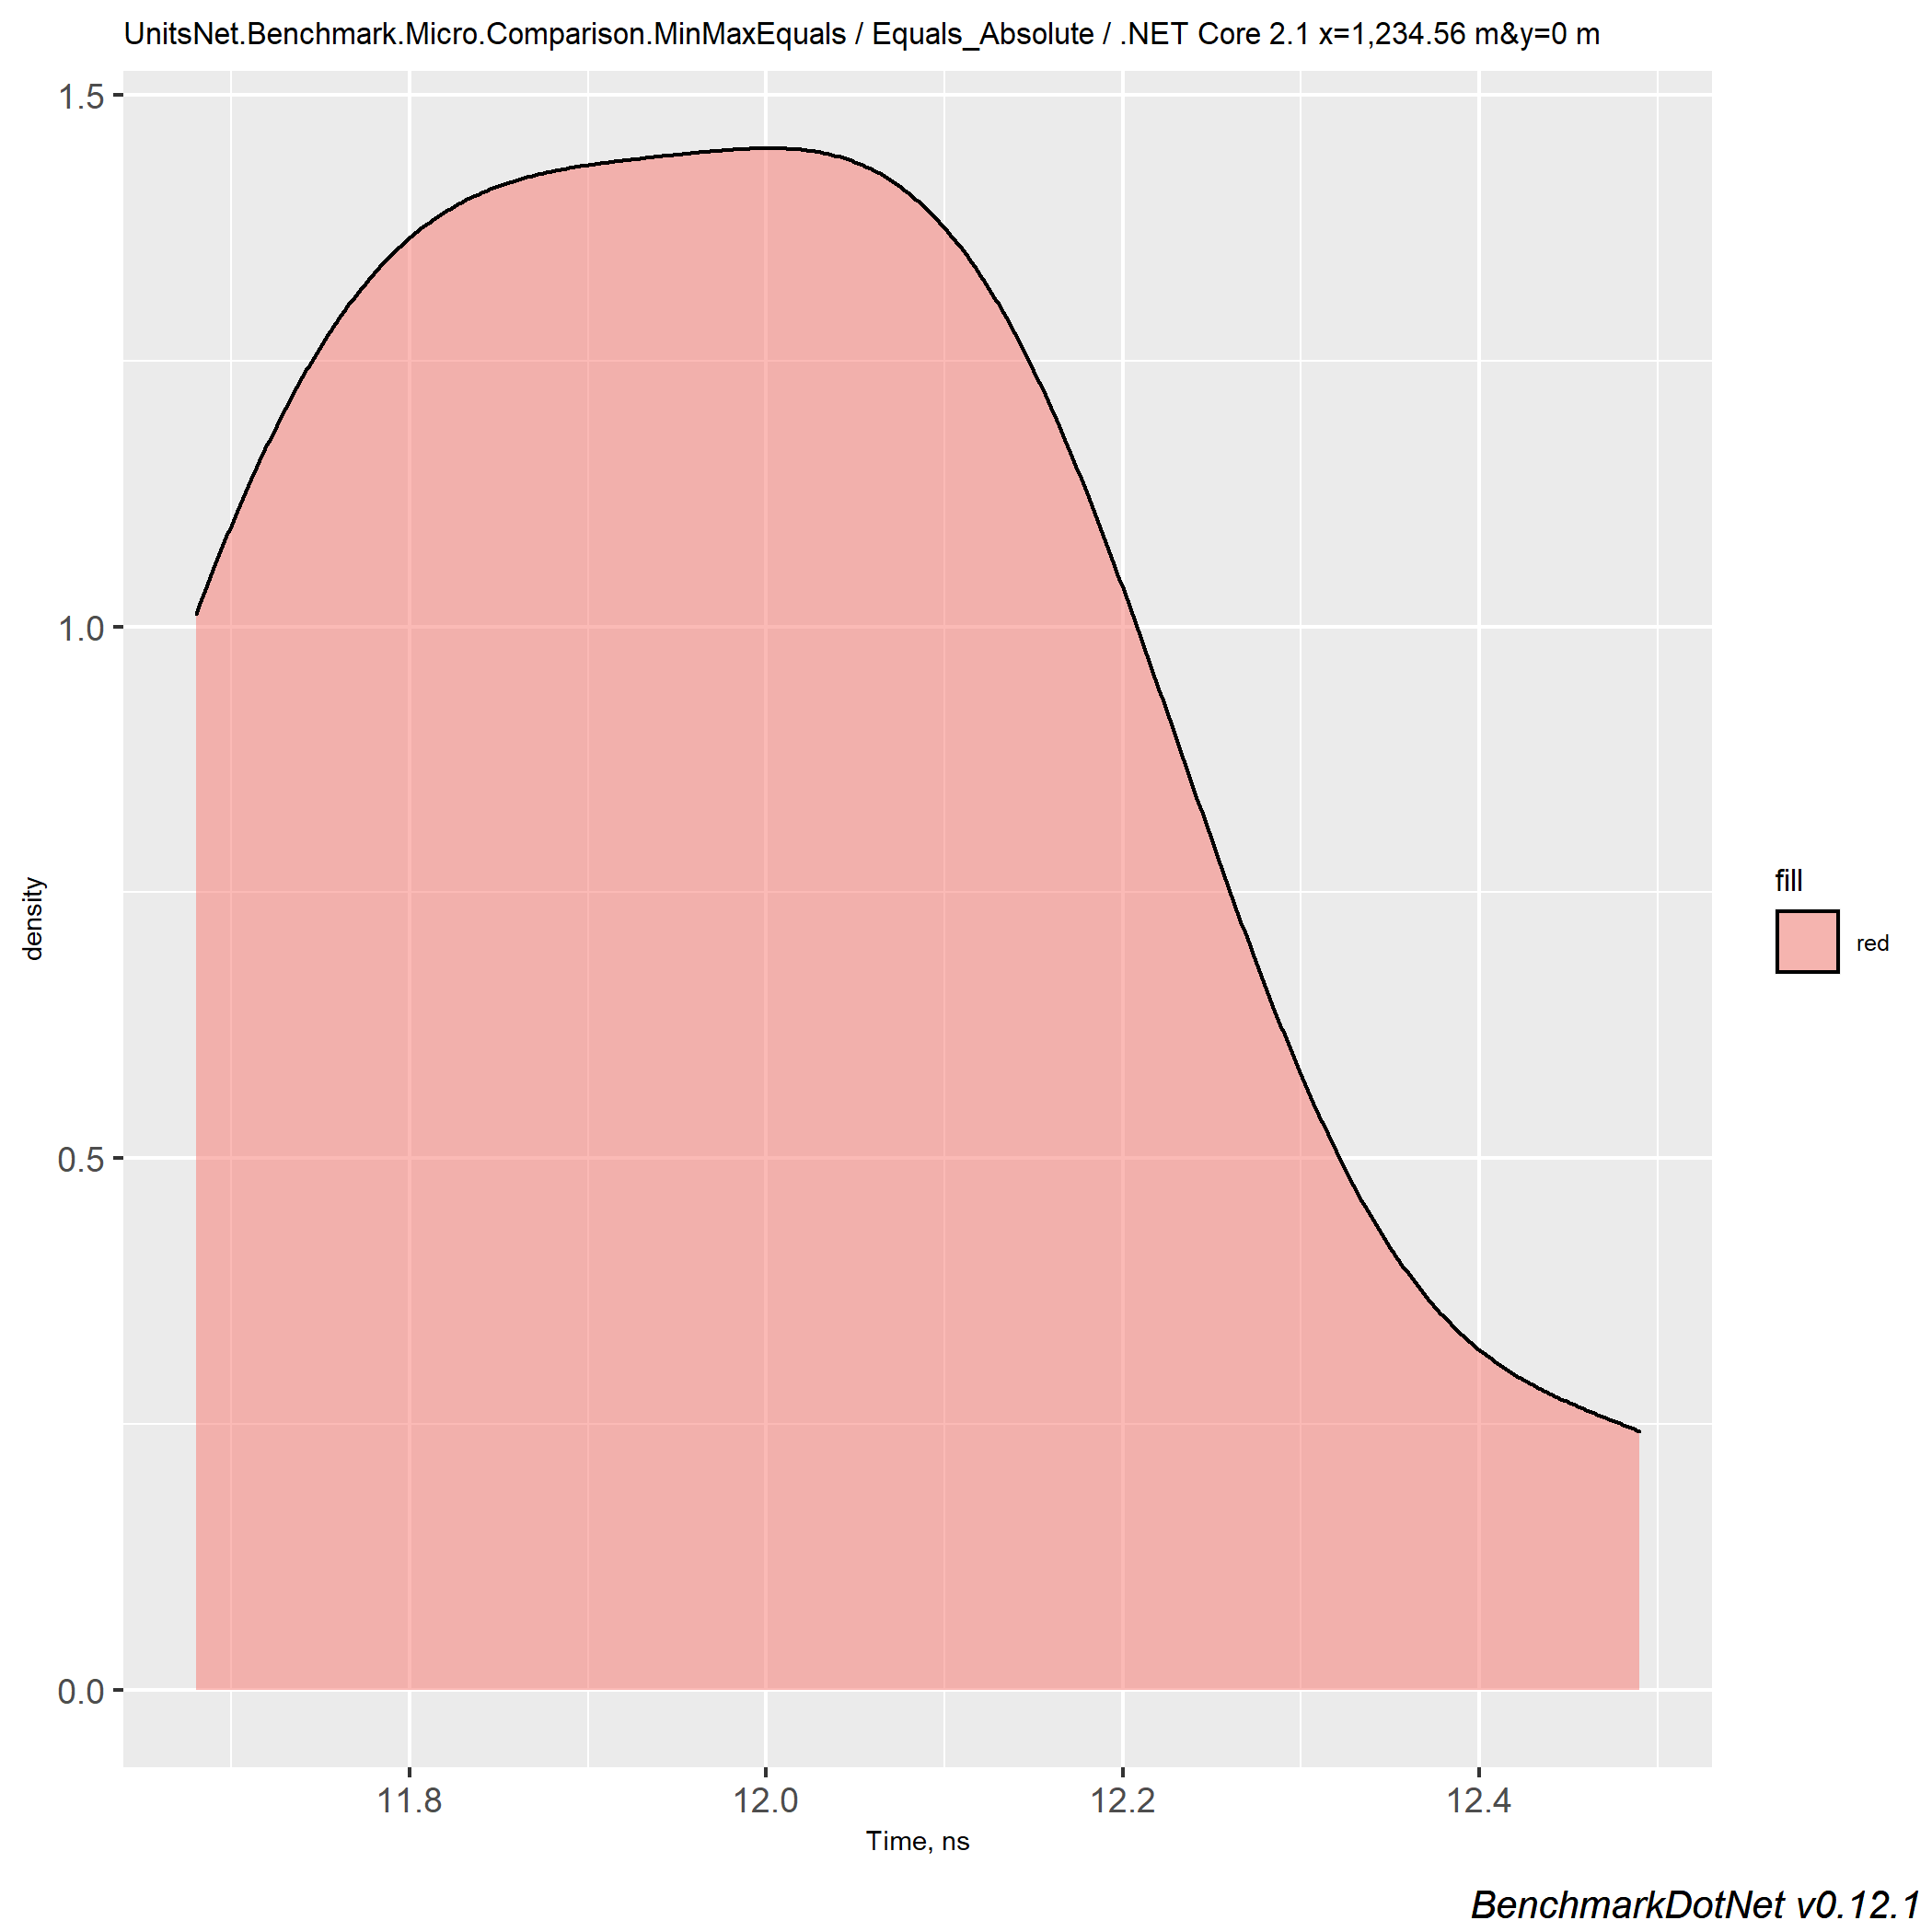 UnitsNet.Benchmark.Micro.Comparison.MinMaxEquals / Equals_Absolute / .NET Core 2.1 x=1,234.56 m&y=0 m
1.5
1.0
0.5
0.0
density
11.8 12.0 12.2 12.4
Time, ns
fill
red
BenchmarkDotNet v0.12.1